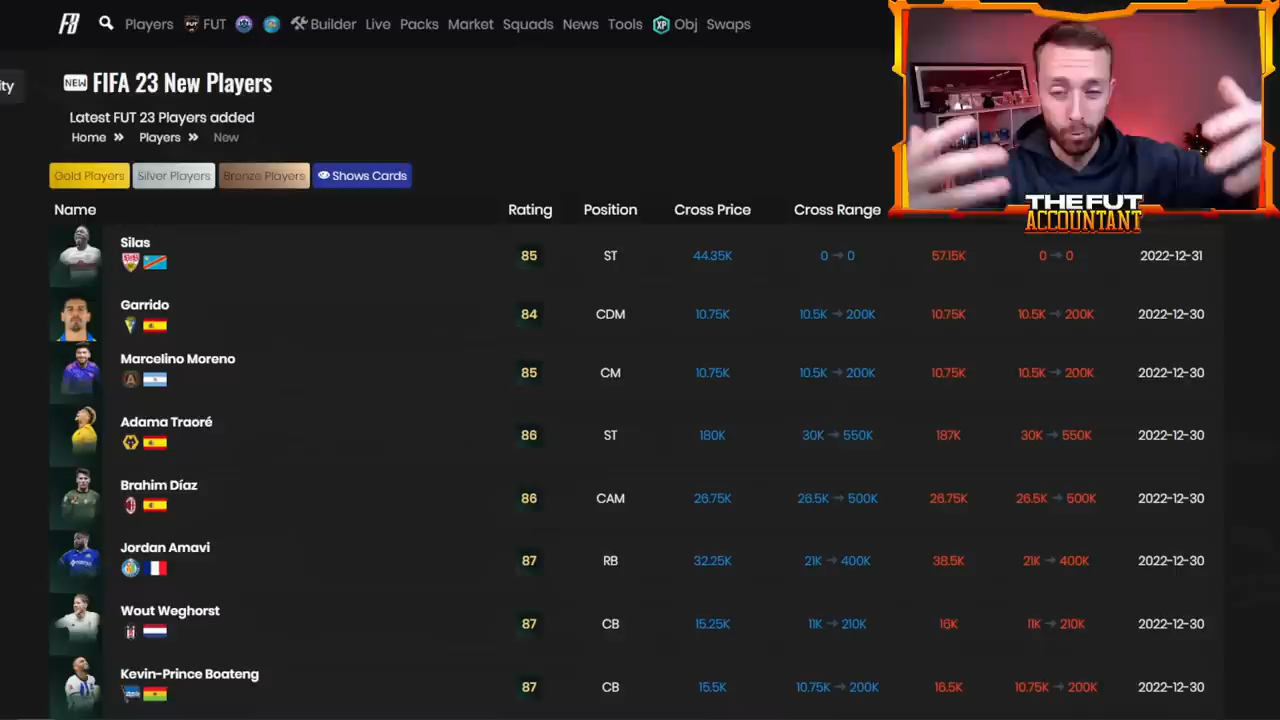 F8 Players FUT Builder Live Packs Market Squads News Tools XP Obj Swaps
ity
NEW FIFA 23 New Players
Latest FUT 23 Players added
Home » Players » New
Gold Players Silver Players Bronze Players Shows Cards
THE FUT
ACCOUNTANT
Name Rating Position Cross Price Cross Range
Silas 85 ST 44.35K 0 → 0 57.15K 0 → 0 2022-12-31
Garrido 84 CDM 10.75K 10.5K → 200K 10.75K 10.5K → 200K 2022-12-30
Marcelino Moreno 85 CM 10.75K 10.5K → 200K 10.75K 10.5K → 200K 2022-12-30
Adama Traoré 86 ST 180K 30K → 550K 187K 30K → 550K 2022-12-30
Brahim Díaz 86 CAM 26.75K 26.5K → 500K 26.75K 26.5K → 500K 2022-12-30
Jordan Amavi 87 RB 32.25K 21K → 400K 38.5K 21K → 400K 2022-12-30
Wout Weghorst 87 CB 15.25K 11K → 210K 16K 11K → 210K 2022-12-30
Kevin-Prince Boateng 87 CB 15.5K 10.75K → 200K 16.5K 10.75K → 200K 2022-12-30